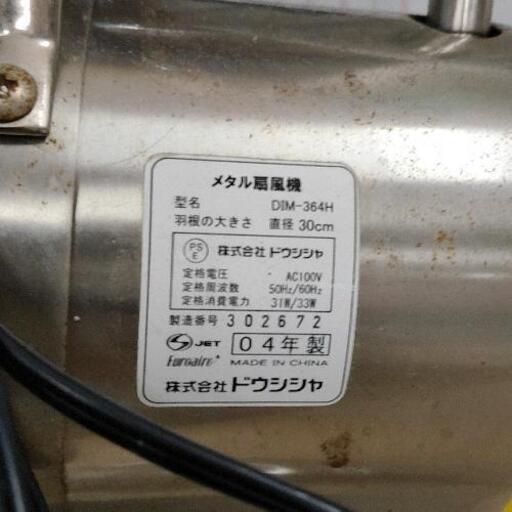 メタル扇風機
型名 DIM-364H
羽根の大きさ 直径 30cm
PS E 株式会社 ドウシシャ
定格電圧 AC100V
定格周波数 50Hz/60Hz
定格消費電力 31W/33W
製造番号 302672
S JET 04年製
Euroaire MADE IN CHINA
株式会社 ドウシシャ